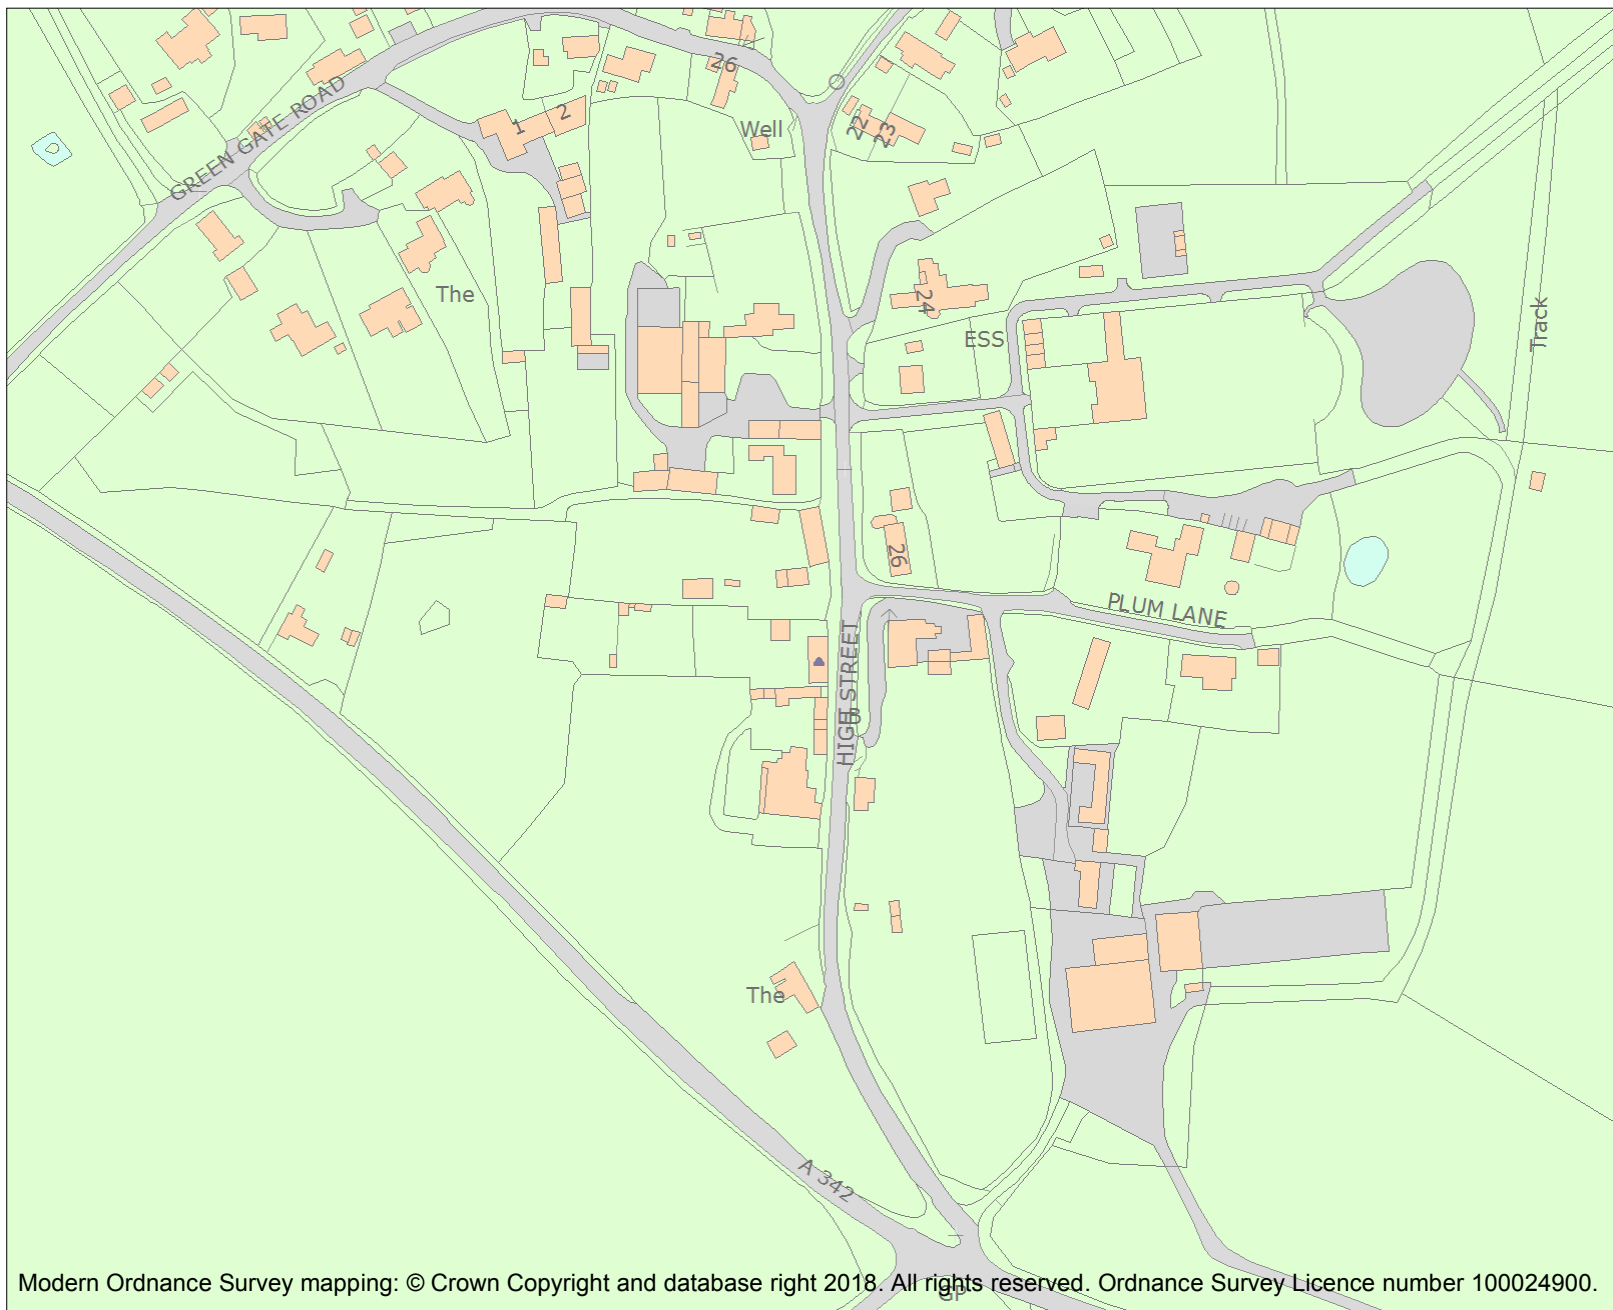 26
GREEN GATE ROAD
1
2
Well
22
23
The
24
ESS
Track
26
PLUM LANE
HIGH STREET
The
A 342
GP
Modern Ordnance Survey mapping: © Crown Copyright and database right 2018. All rights reserved. Ordnance Survey Licence number 100024900.